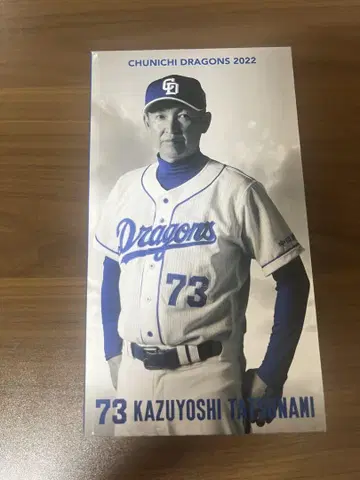 CHUNICHI DRAGONS 2022
CD
Dragons
73
73 KAZUYOSHI TATSUNAMI